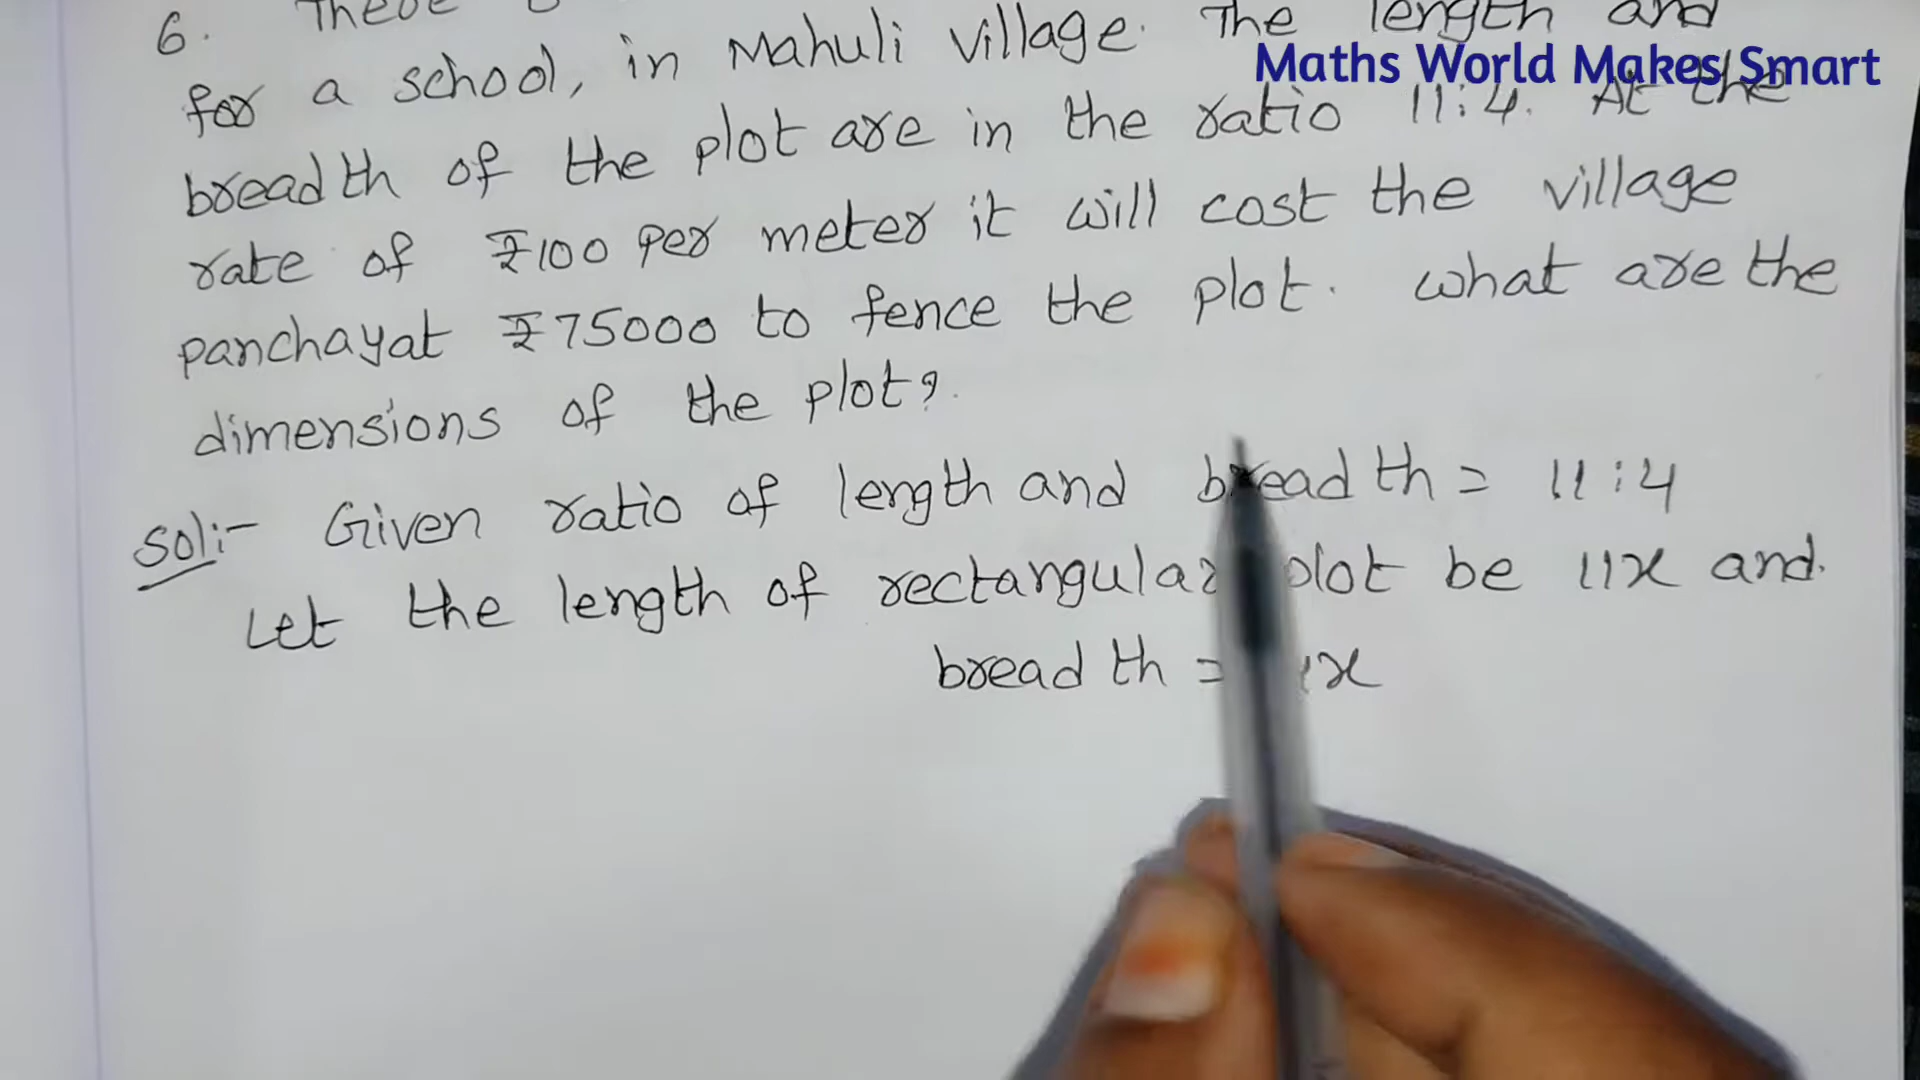 6. These
for a school, in Mahuli village. The length and
Maths World Makes Smart
breadth of the plot are in the ratio 11:4. At the
rate of ₹100 per meter it will cost the village
panchayat ₹75000 to fence the plot. what are the
dimensions of the plot?
Sol:- Given ratio of length and breadth = 11:4
Let the length of rectangular plot be 11x and
breadth = 4x